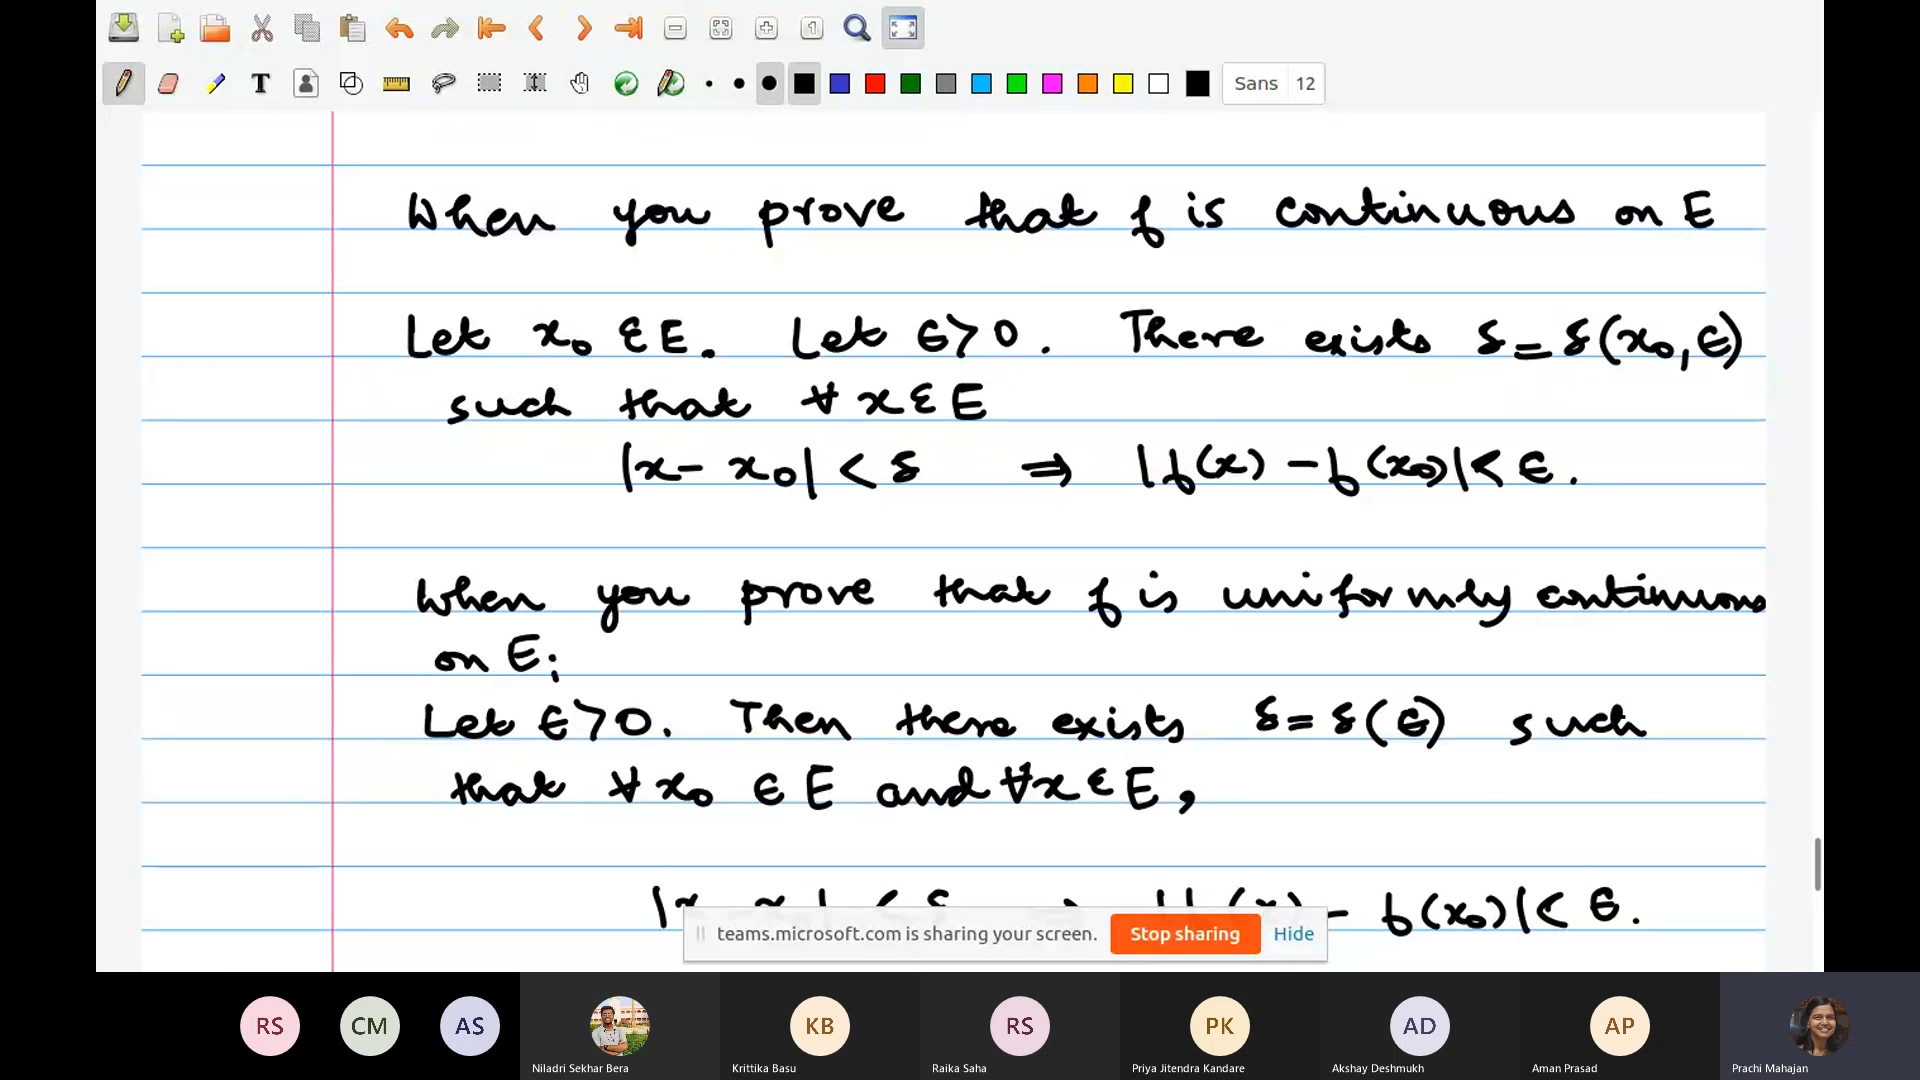 Sans 12
When you prove that f is continuous on E
Let x₀ ∈ E. Let ϵ > 0. There exists δ = δ(x₀, ϵ)
such that ∀ x ∈ E
|x - x₀| < δ ⇒ |f(x) - f(x₀)| < ϵ.
When you prove that f is uniformly continuous
on E;
Let ϵ > 0. Then there exists δ = δ(ϵ) such
that ∀ x₀ ∈ E and ∀ x ∈ E,
|x - x₀| < δ ⇒ |f(x) - f(x₀)| < ϵ.
teams.microsoft.com is sharing your screen. Stop sharing Hide
RS CM AS KB RS PK AD AP
Niladri Sekhar Bera Krittika Basu Raika Saha Priya Jitendra Kandare Akshay Deshmukh Aman Prasad Prachi Mahajan